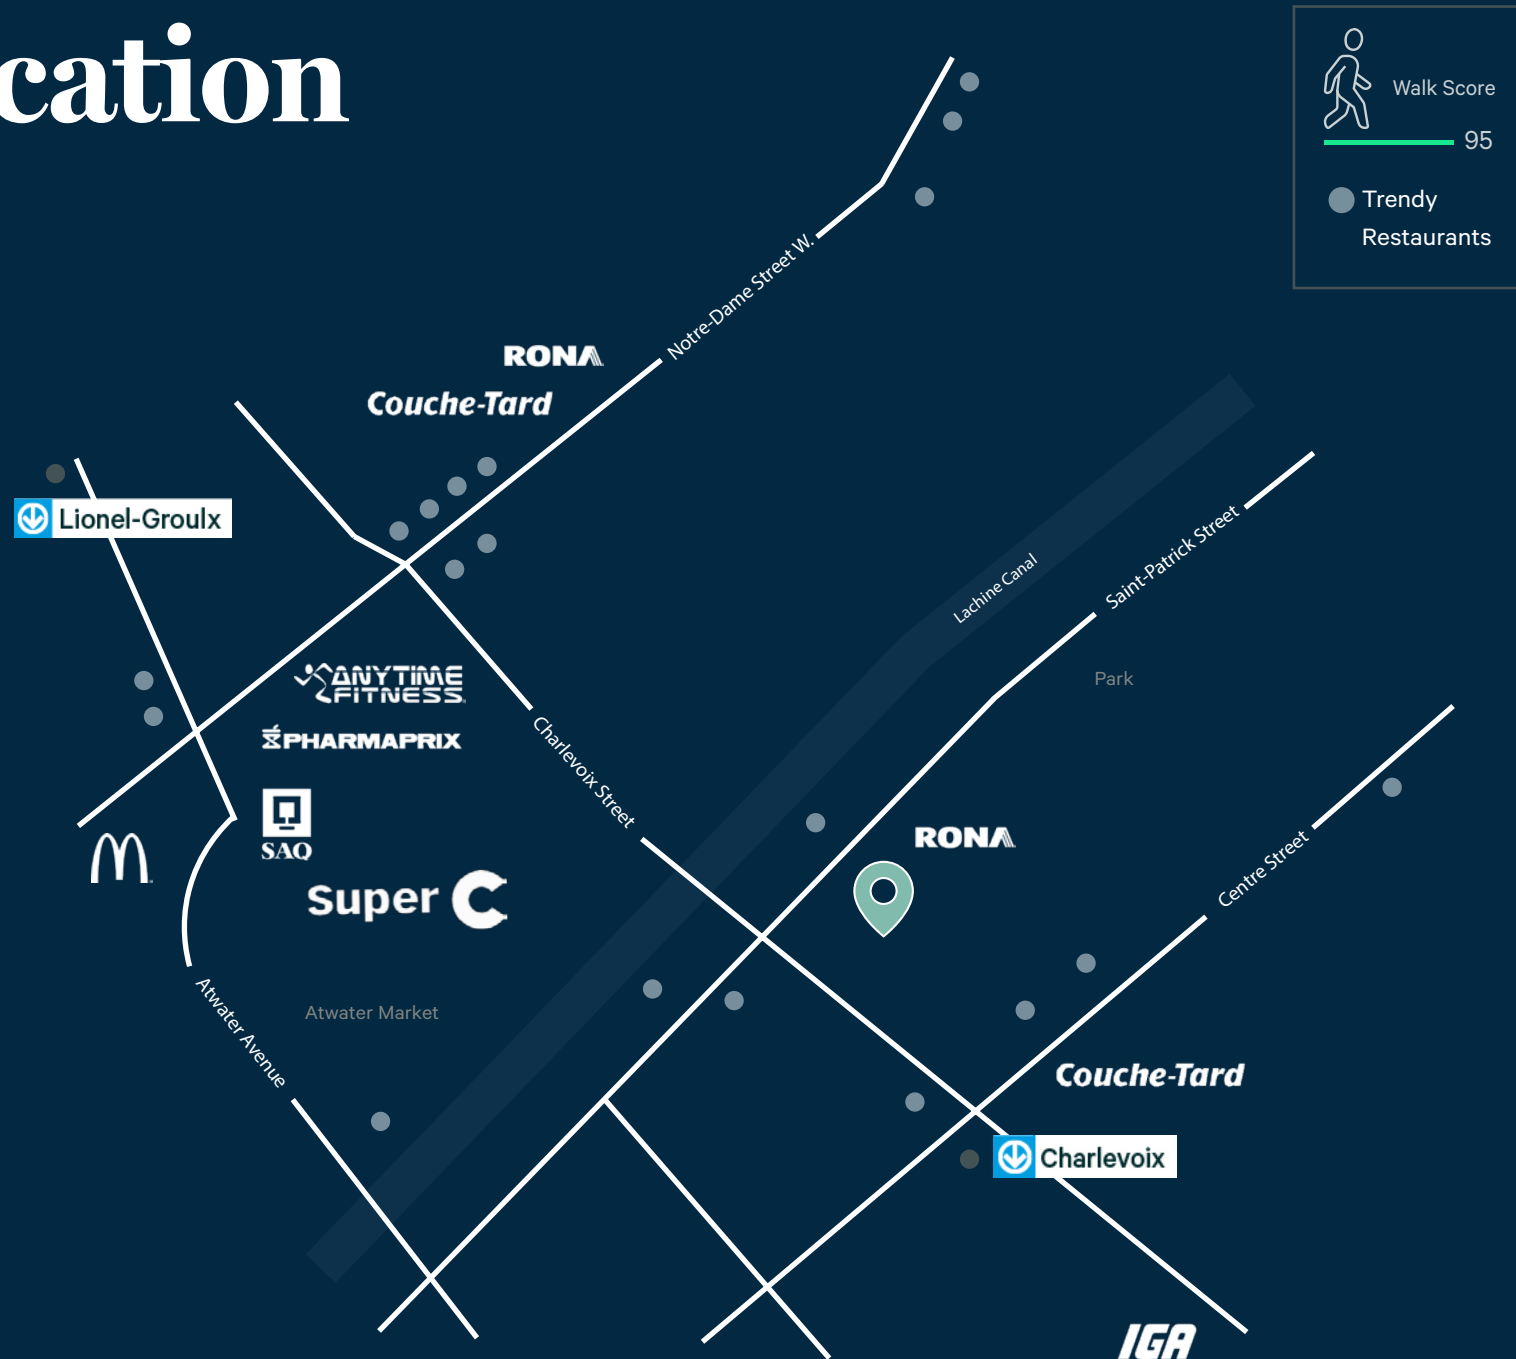 cation
Walk Score
95
Trendy
Restaurants
Notre-Dame Street W.
RONA
Couche-Tard
Lionel-Groulx
Lachine Canal
Saint-Patrick Street
Park
ANYTIME
FITNESS
PHARMAPRIX
Charlevoix Street
SAQ
Super C
RONA
Centre Street
Atwater Avenue
Atwater Market
Couche-Tard
Charlevoix
IGA